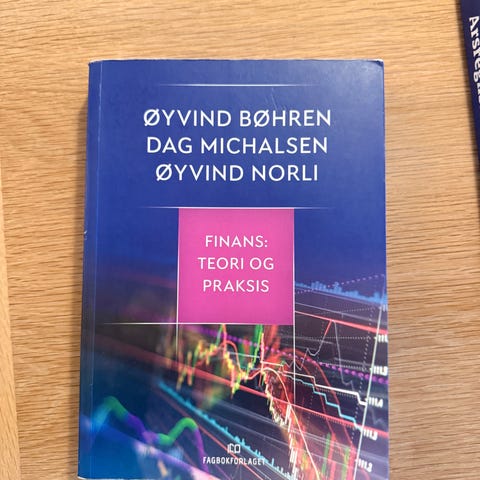 ØYVIND BØHREN
DAG MICHALSEN
ØYVIND NORLI
FINANS:
TEORI OG
PRAKSIS
FAGBOKFORLAGET